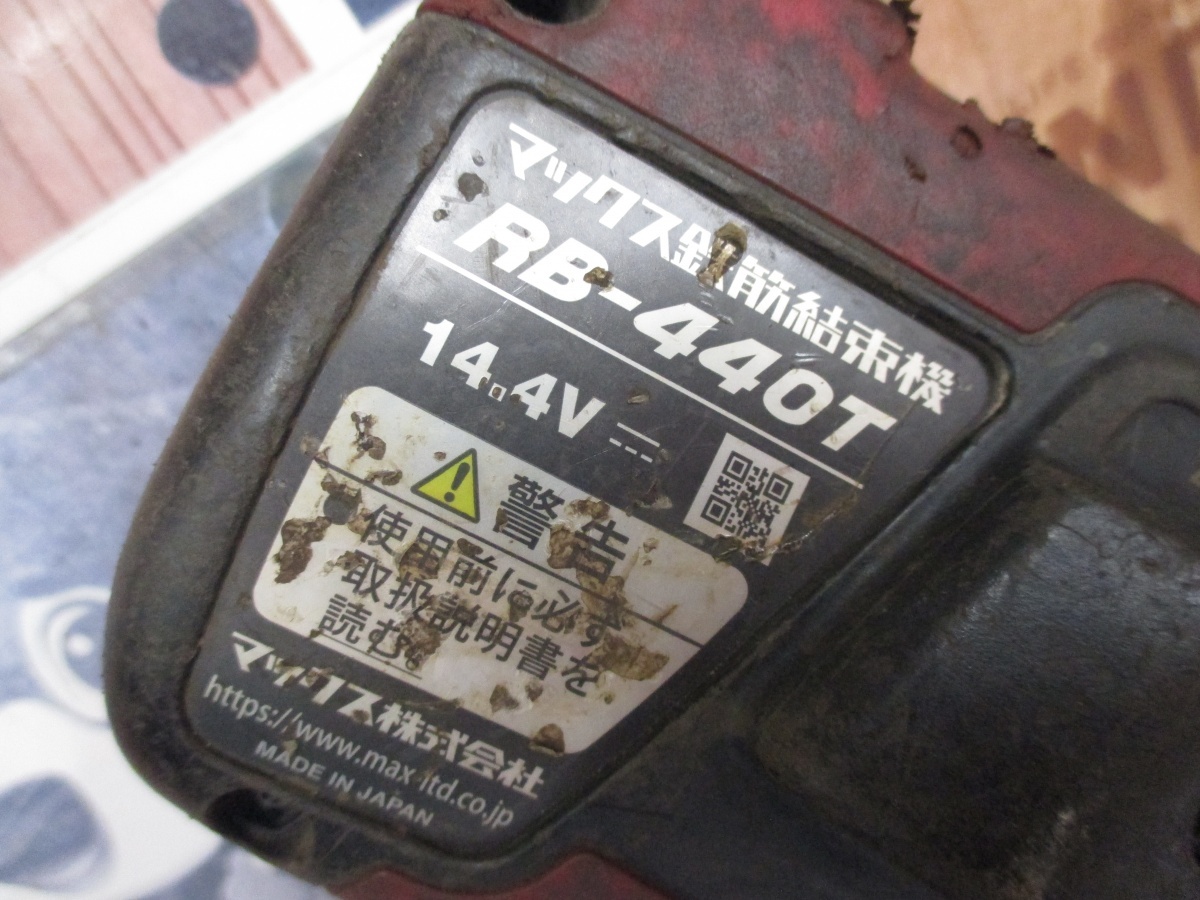 マックス鉄筋結束機
RB-440T
14.4V
警告
使用前に必ず
取扱説明書を
読む。
マックス株式会社
https://www.max-ltd.co.jp
MADE IN JAPAN